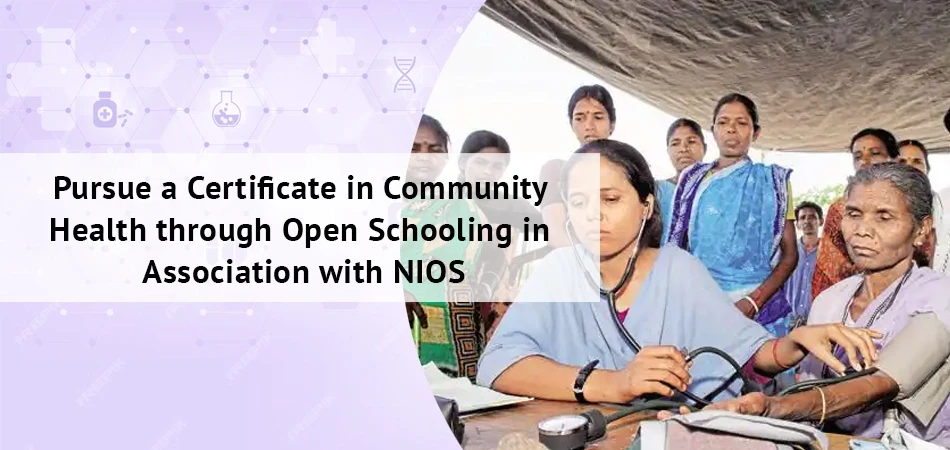 Pursue a Certificate in Community
Health through Open Schooling in
Association with NIOS